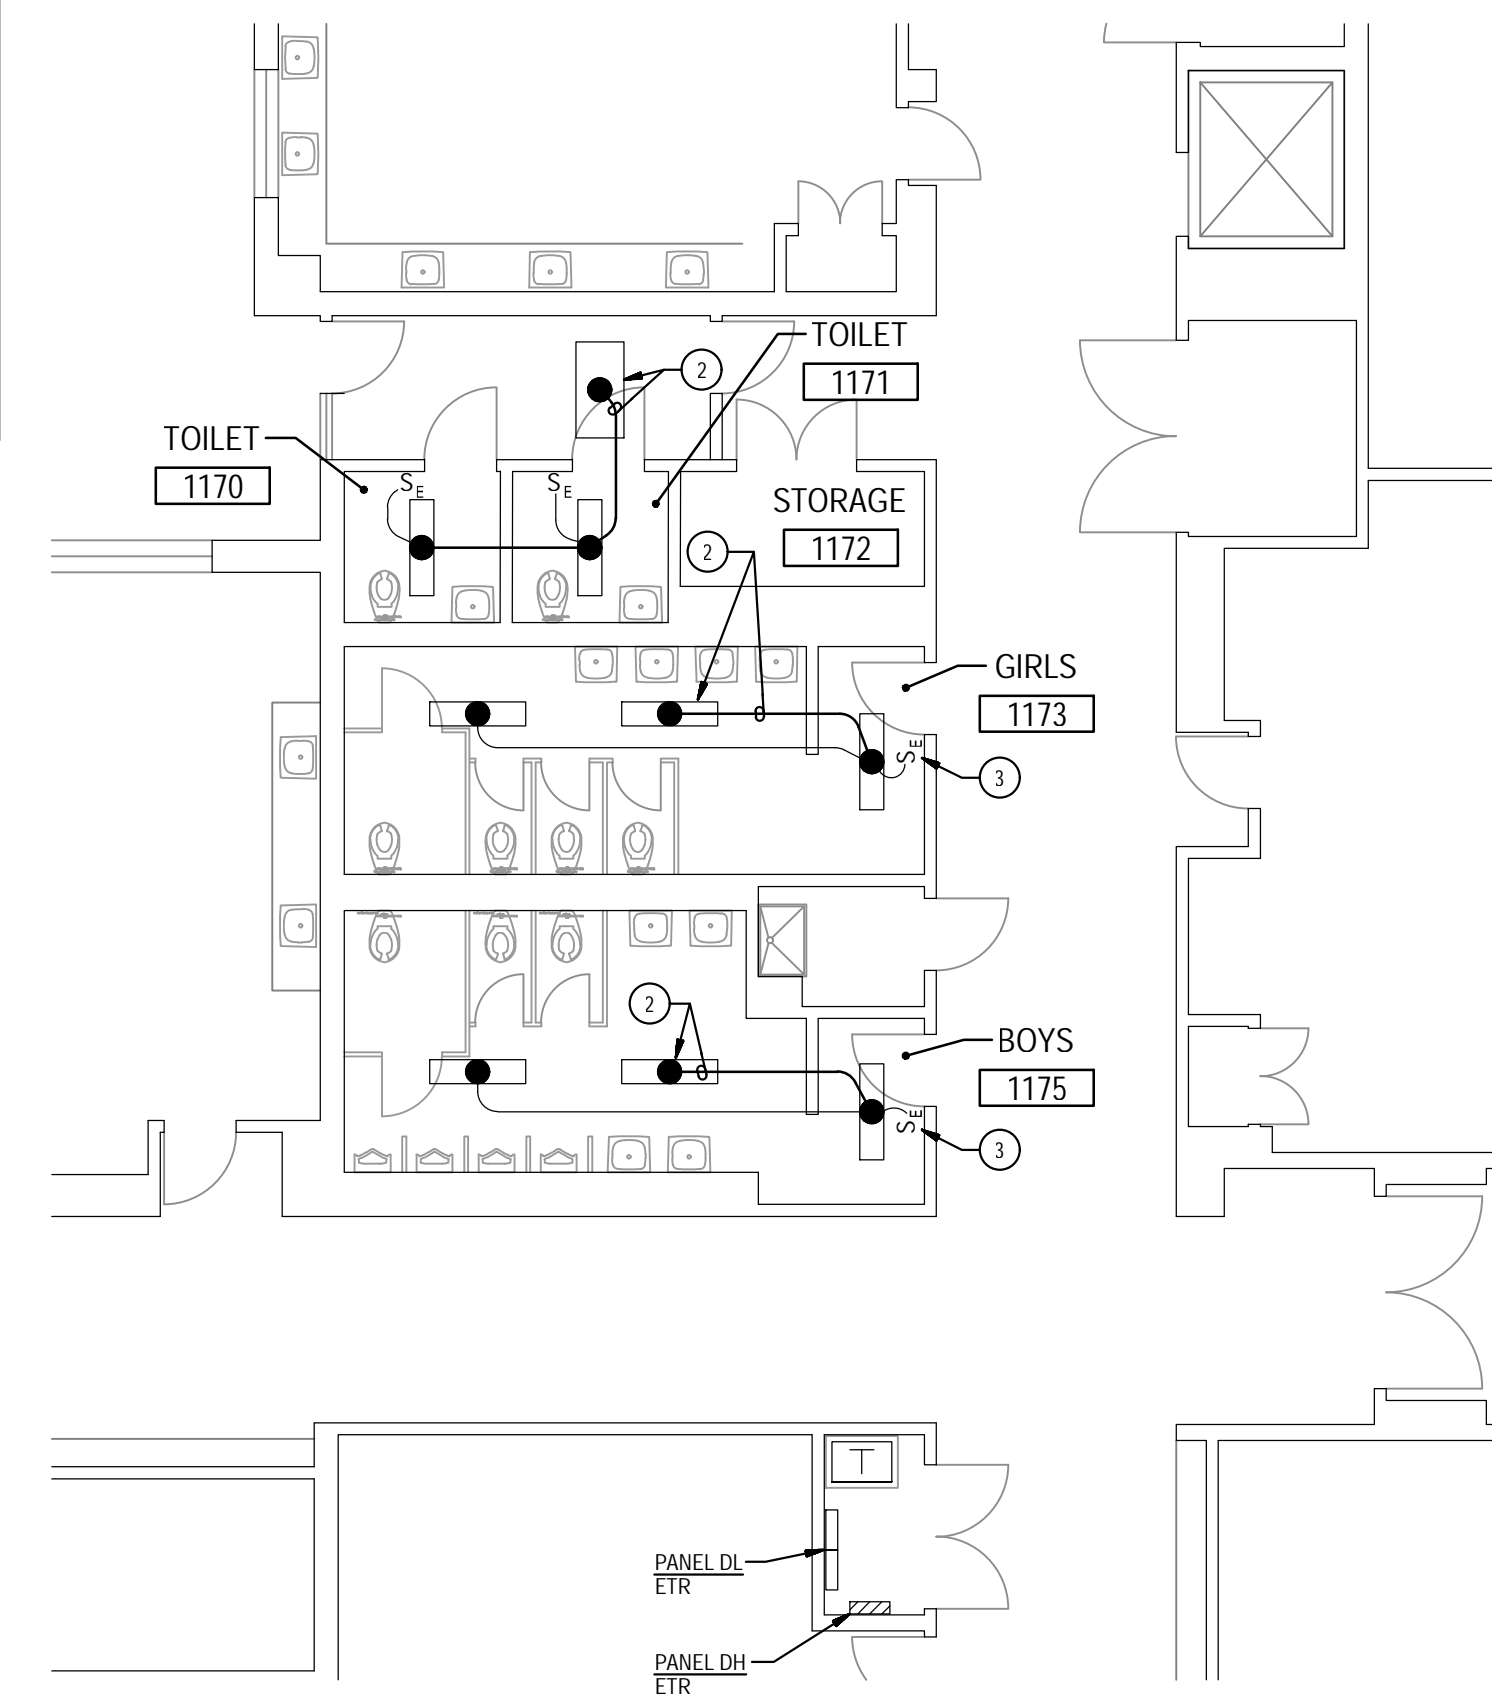 TOILET
1171
2
TOILET
1170
S E
S E
STORAGE
1172
2
GIRLS
1173
S E
3
2
BOYS
1175
S E
3
T
PANEL DL
ETR
PANEL DH
ETR